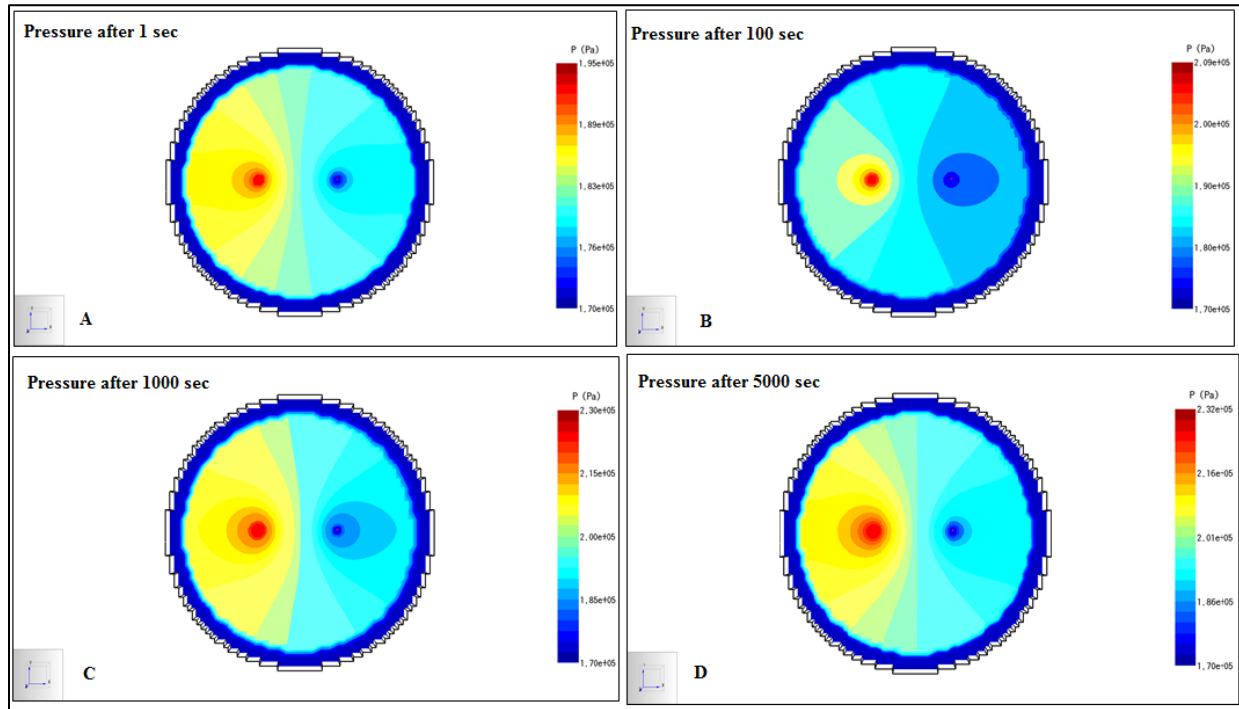 Pressure after 1 sec
P (Pa)
1,95e+05
1,89e+05
1,83e+05
1,76e+05
1,70e+05
A
Pressure after 100 sec
P (Pa)
2,09e+05
2,00e+05
1,90e+05
1,80e+05
1,70e+05
B
Pressure after 1000 sec
P (Pa)
2,30e+05
2,15e+05
2,00e+05
1,85e+05
1,70e+05
C
Pressure after 5000 sec
P (Pa)
2,32e+05
2,16e+05
2,01e+05
1,86e+05
1,70e+05
D